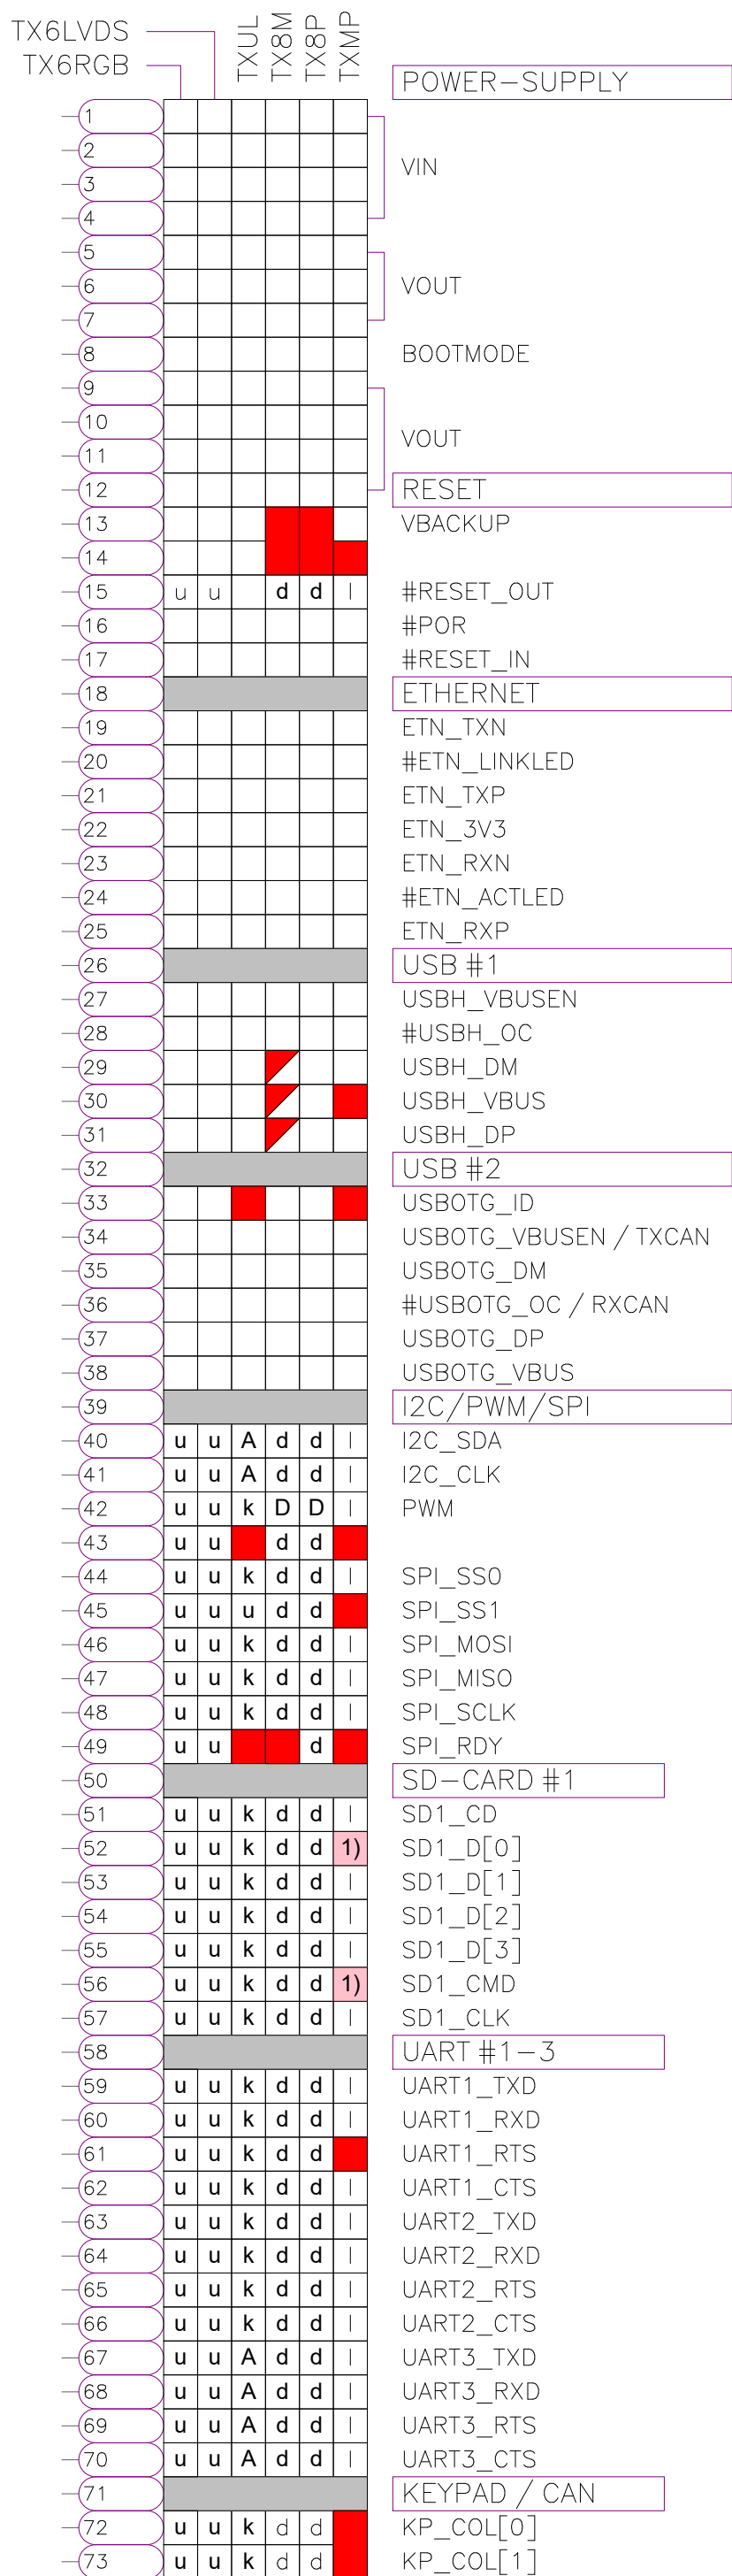 TX6LVDS
TX6RGB
TXUL TX8M TX8P TXMP
POWER-SUPPLY
1
2
VIN
3
4
5
6 VOUT
7
8 BOOTMODE
9
10
VOUT
11
12 RESET
13 VBACKUP
14
15 u u d d I #RESET_OUT
16 #POR
17 #RESET_IN
18 ETHERNET
19 ETN_TXN
20 #ETN_LINKLED
21 ETN_TXP
22 ETN_3V3
23 ETN_RXN
24 #ETN_ACTLED
25 ETN_RXP
26 USB #1
27 USBH_VBUSEN
28 #USBH_OC
29 USBH_DM
30 USBH_VBUS
31 USBH_DP
32 USB #2
33 USBOTG_ID
34 USBOTG_VBUSEN / TXCAN
35 USBOTG_DM
36 #USBOTG_OC / RXCAN
37 USBOTG_DP
38 USBOTG_VBUS
39 I2C/PWM/SPI
40 u u A d d I I2C_SDA
41 u u A d d I I2C_CLK
42 u u k D D I PWM
43 u u d d
44 u u k d d I SPI_SS0
45 u u u d d SPI_SS1
46 u u k d d I SPI_MOSI
47 u u k d d I SPI_MISO
48 u u k d d I SPI_SCLK
49 u u d SPI_RDY
50 SD-CARD #1
51 u u k d d I SD1_CD
52 u u k d d 1) SD1_D[0]
53 u u k d d I SD1_D[1]
54 u u k d d I SD1_D[2]
55 u u k d d I SD1_D[3]
56 u u k d d 1) SD1_CMD
57 u u k d d I SD1_CLK
58 UART #1-3
59 u u k d d I UART1_TXD
60 u u k d d I UART1_RXD
61 u u k d d UART1_RTS
62 u u k d d I UART1_CTS
63 u u k d d I UART2_TXD
64 u u k d d I UART2_RXD
65 u u k d d I UART2_RTS
66 u u k d d I UART2_CTS
67 u u A d d I UART3_TXD
68 u u A d d I UART3_RXD
69 u u A d d I UART3_RTS
70 u u A d d I UART3_CTS
71 KEYPAD / CAN
72 u u k d d KP_COL[0]
73 u u k d d KP_COL[1]